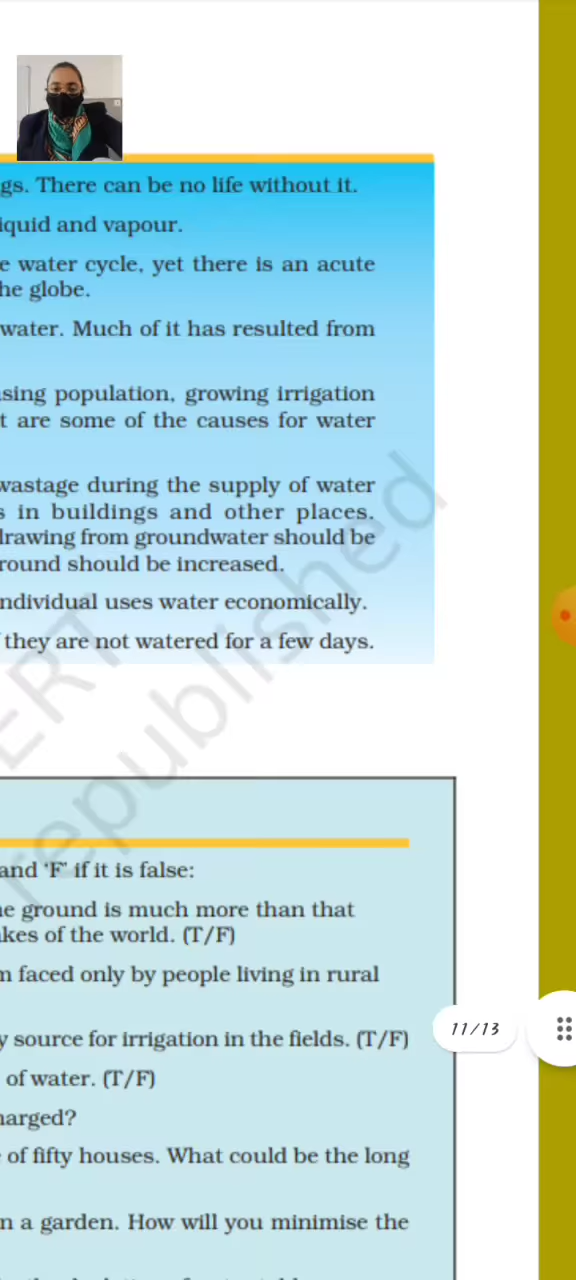 gs. There can be no life without it.
iquid and vapour.
e water cycle, yet there is an acute
he globe.
water. Much of it has resulted from
sing population, growing irrigation
t are some of the causes for water
wastage during the supply of water
s in buildings and other places.
drawing from groundwater should be
round should be increased.
ndividual uses water economically.
they are not watered for a few days.
ERT
republished
and ‘F’ if it is false:
e ground is much more than that
akes of the world. (T/F)
m faced only by people living in rural
y source for irrigation in the fields. (T/F)
11/13
of water. (T/F)
harged?
of fifty houses. What could be the long
n a garden. How will you minimise the